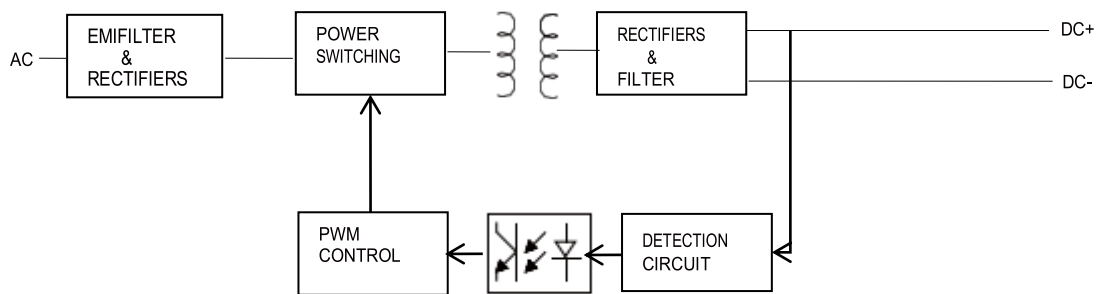 AC
EMIFILTER
&
RECTIFIERS
POWER
SWITCHING
RECTIFIERS
&
FILTER
DC+
DC-
PWM
CONTROL
DETECTION
CIRCUIT